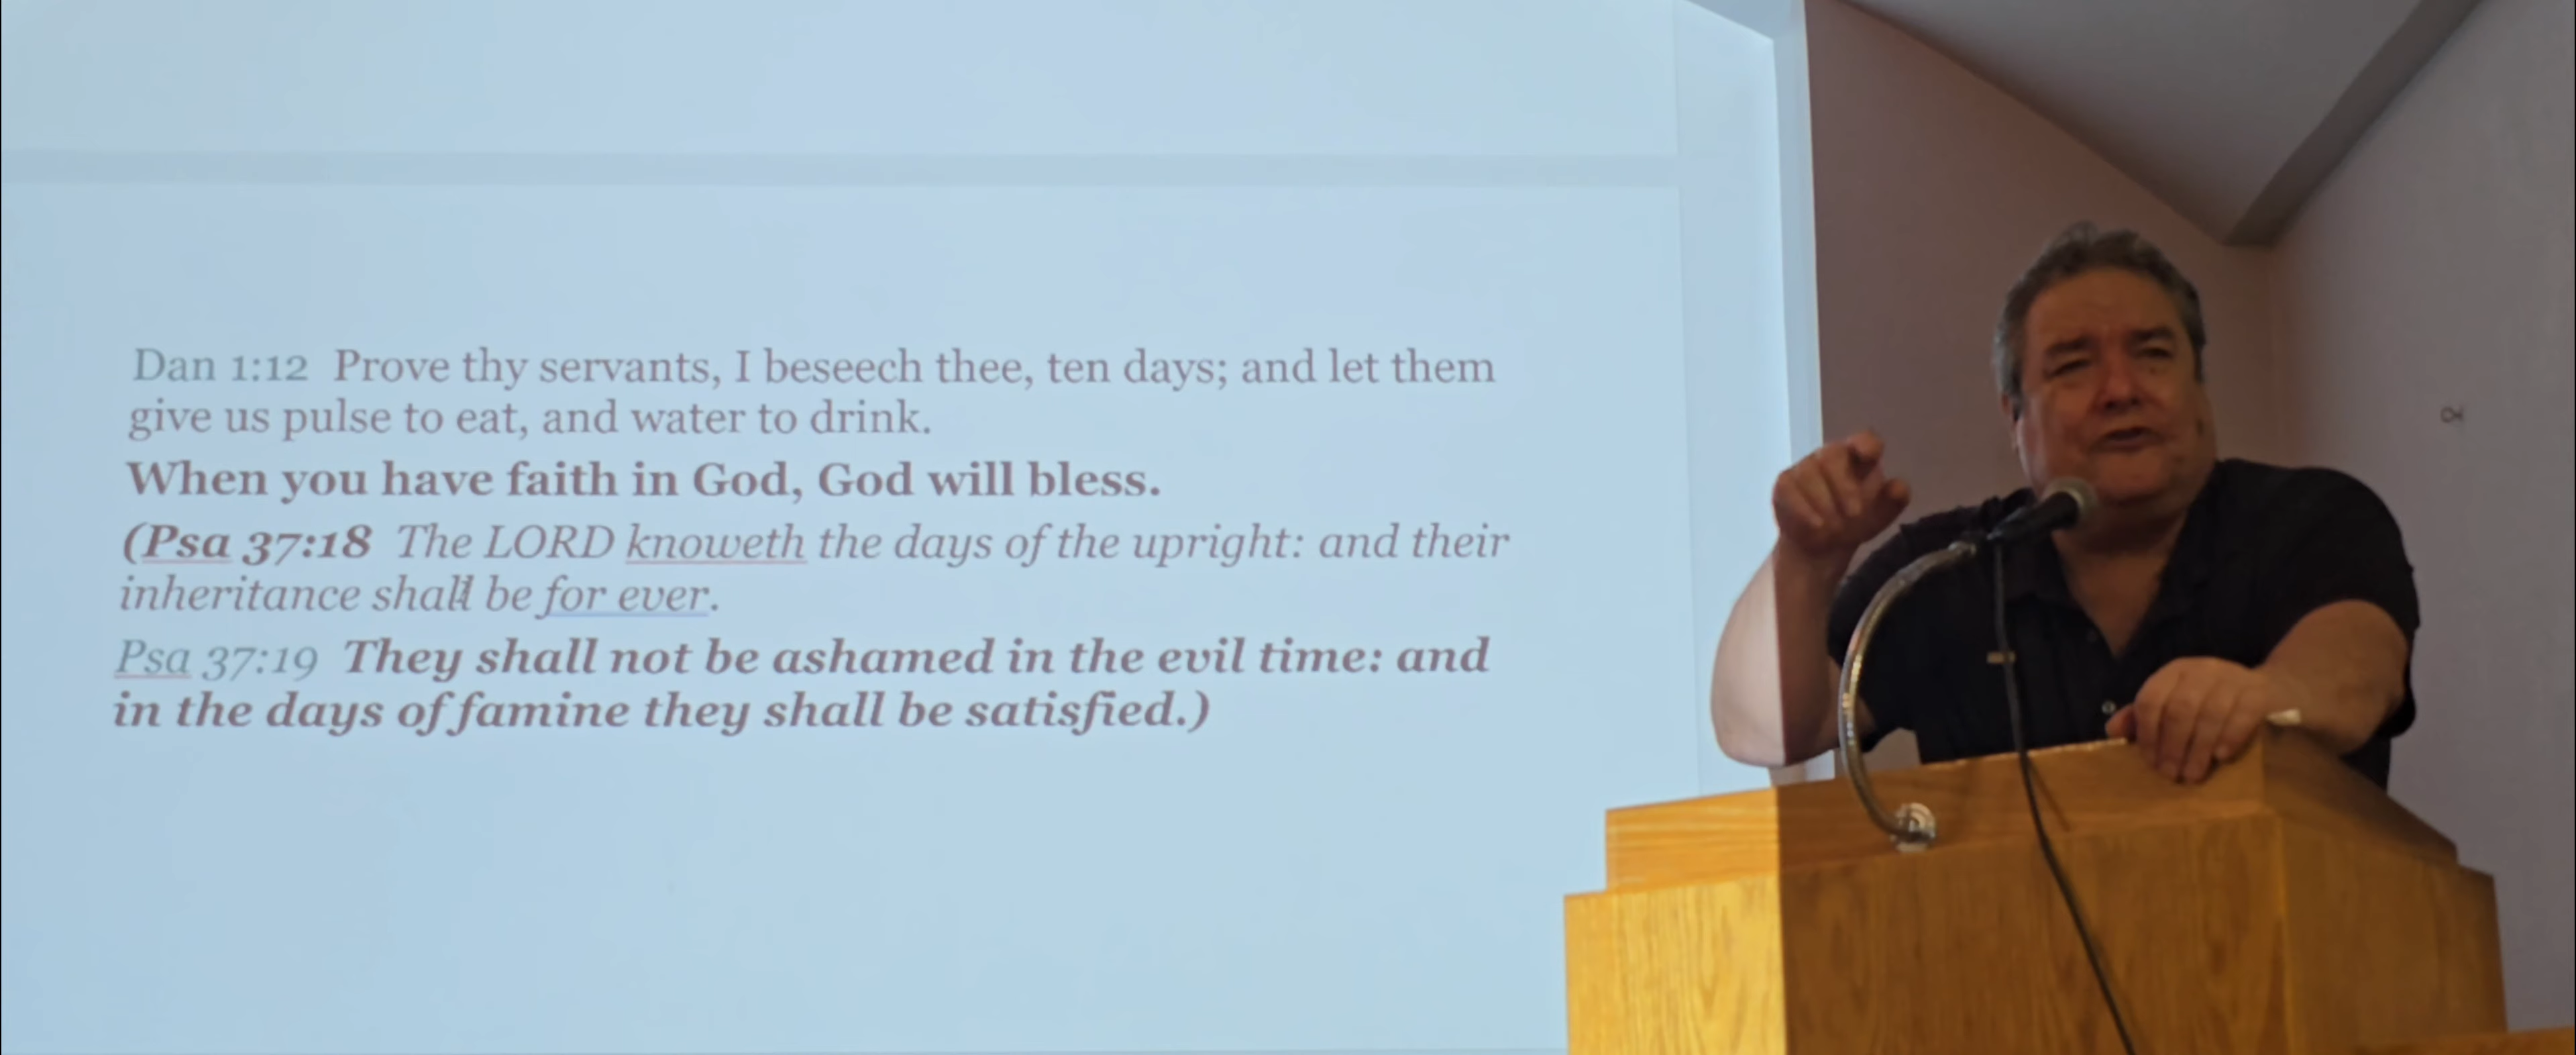 Dan 1:12 Prove thy servants, I beseech thee, ten days; and let them
give us pulse to eat, and water to drink.
When you have faith in God, God will bless.
(Psa 37:18 The LORD knoweth the days of the upright: and their
inheritance shall be for ever.
Psa 37:19 They shall not be ashamed in the evil time: and
in the days of famine they shall be satisfied.)